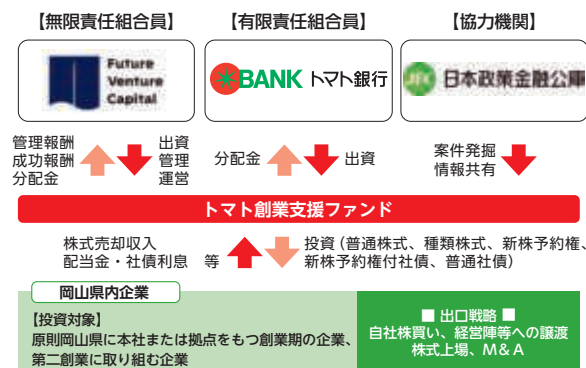 【無限責任組合員】
【有限責任組合員】
【協力機関】
Future
Venture
Capital
BANK トマト銀行
JFC 日本政策金融公庫
管理報酬
成功報酬
分配金
出資
管理
運営
分配金
出資
案件発掘
情報共有
トマト創業支援ファンド
株式売却収入
配当金・社債利息 等
投資（普通株式、種類株式、新株予約権、
新株予約権付社債、普通社債）
岡山県内企業
【投資対象】
原則岡山県に本社または拠点をもつ創業期の企業、
第二創業に取り組む企業
■ 出口戦略 ■
自社株買い、経営陣等への譲渡
株式上場、M＆A